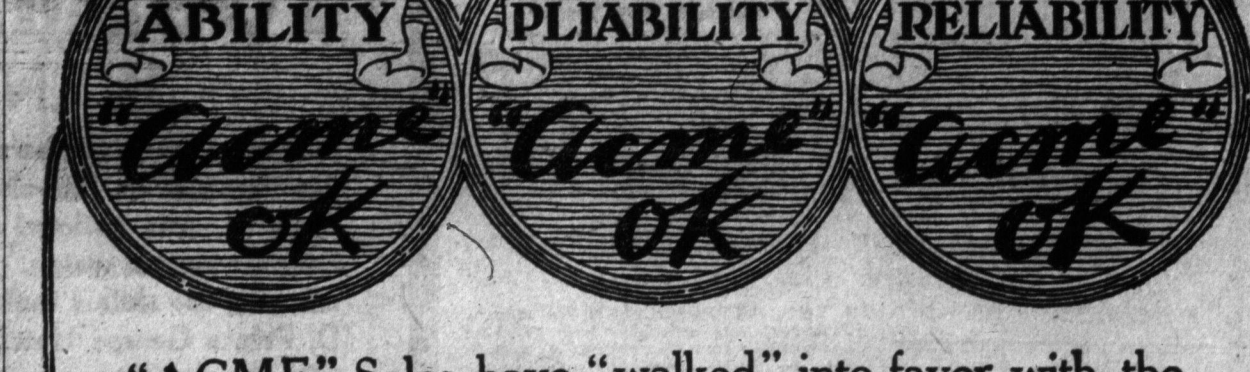 ABILITY PLIABILITY RELIABILITY
"Acme" "Acme" "Acme"
OK OK OK
"ACME" Soles have "walked" into favor with the